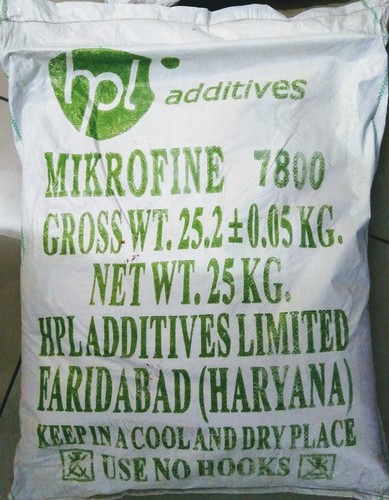 hpl additives
MIKROFINE 7800
GROSS WT. 25.2±0.05 KG.
NET WT. 25 KG.
HPL ADDITIVES LIMITED
FARIDABAD (HARYANA)
KEEP IN A COOL AND DRY PLACE
USE NO HOOKS